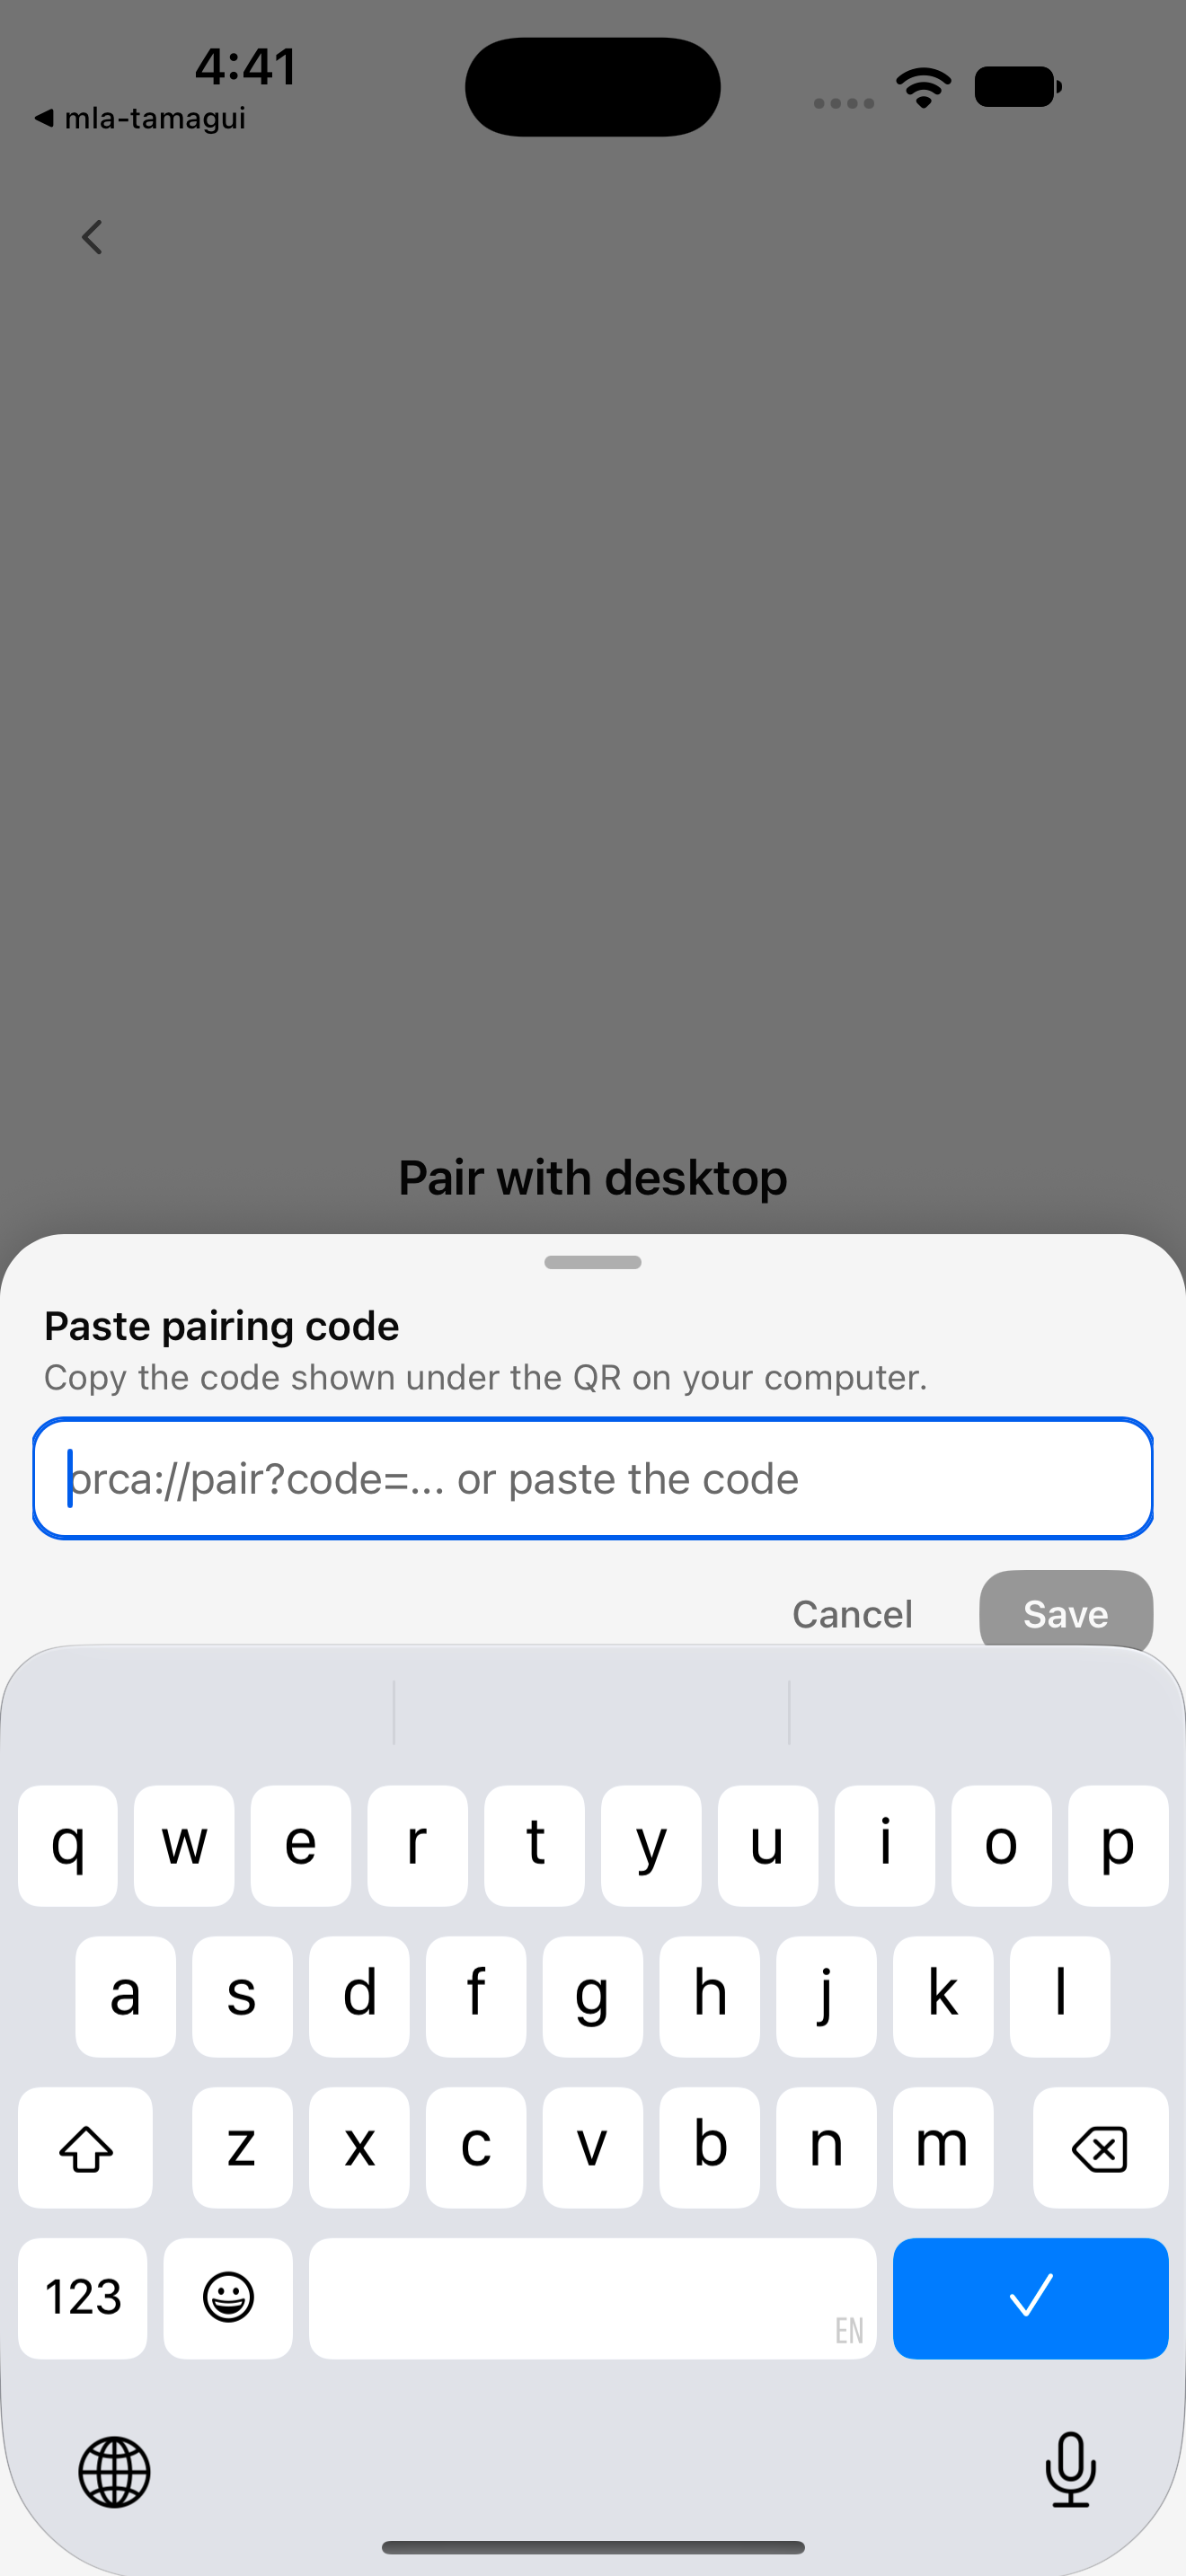 4:41
mla-tamagui
Pair with desktop
Paste pairing code
Copy the code shown under the QR on your computer.
orca://pair?code=... or paste the code
Cancel Save
q w e r t y u i o p
a s d f g h j k l
z x c v b n m
123 EN